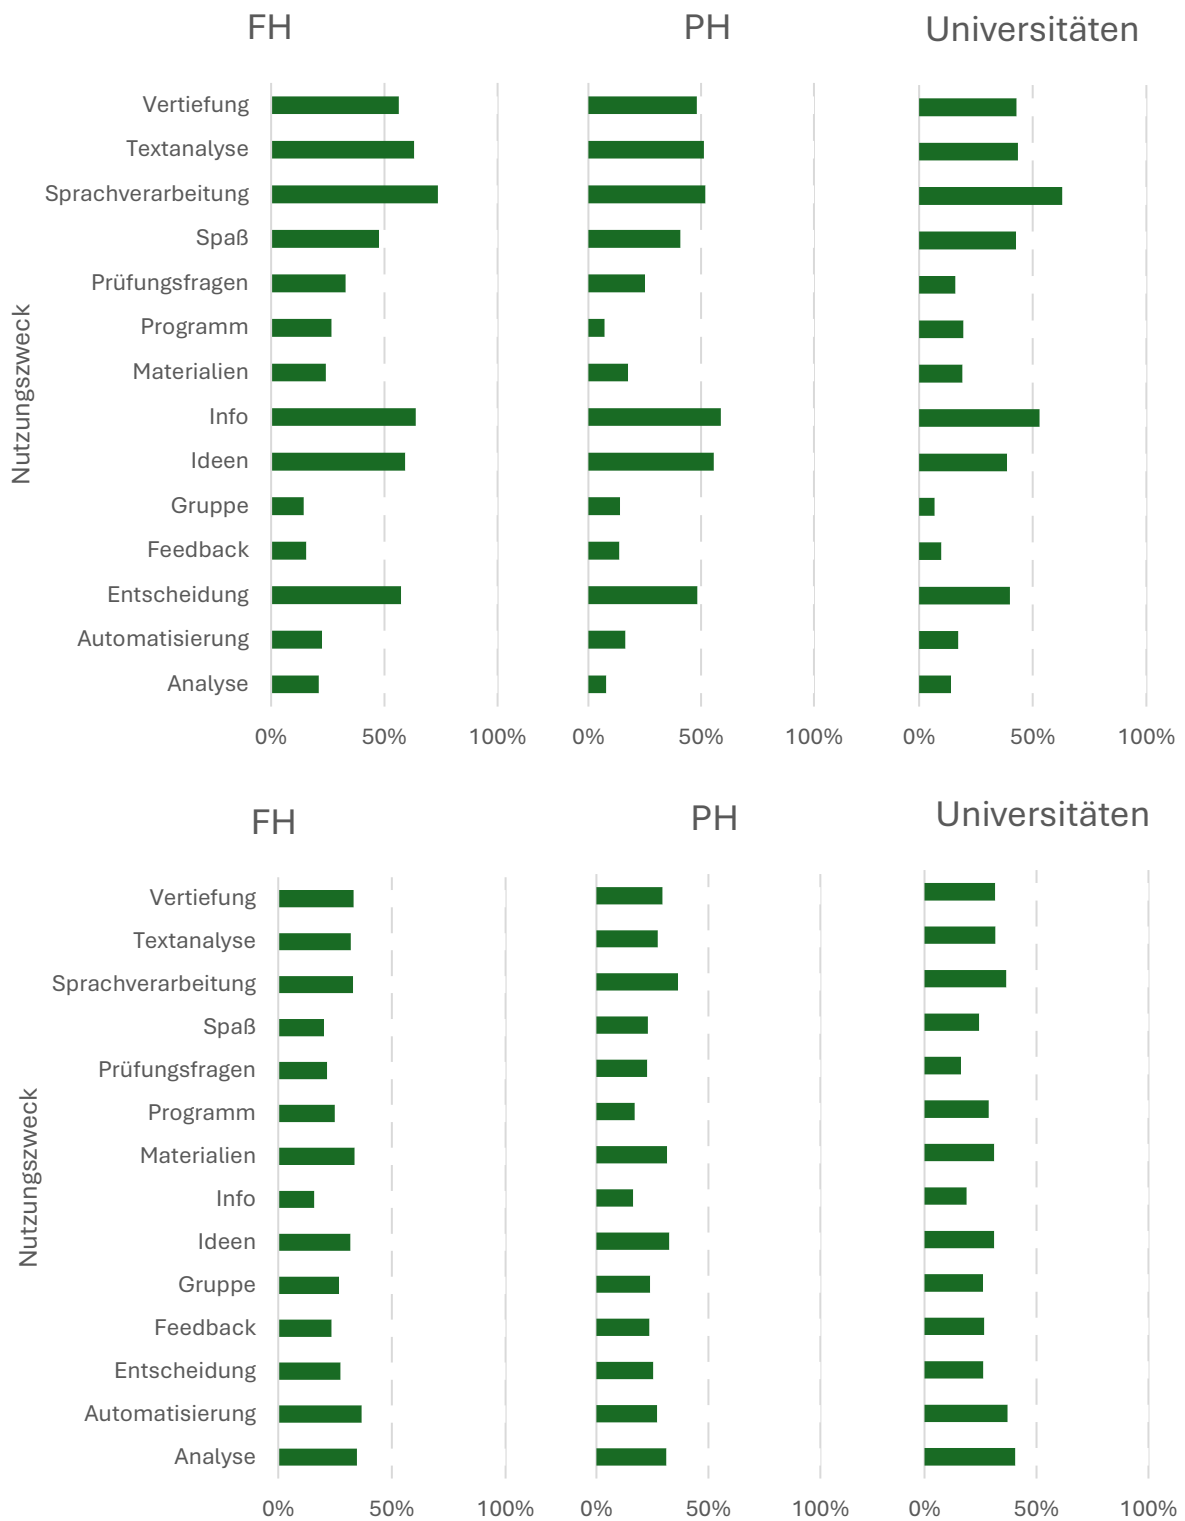 FH PH Universitäten
Nutzungszweck
Vertiefung
Textanalyse
Sprachverarbeitung
Spaß
Prüfungsfragen
Programm
Materialien
Info
Ideen
Gruppe
Feedback
Entscheidung
Automatisierung
Analyse
0% 50% 100% 0% 50% 100% 0% 50% 100%
FH PH Universitäten
Nutzungszweck
Vertiefung
Textanalyse
Sprachverarbeitung
Spaß
Prüfungsfragen
Programm
Materialien
Info
Ideen
Gruppe
Feedback
Entscheidung
Automatisierung
Analyse
0% 50% 100% 0% 50% 100% 0% 50% 100%